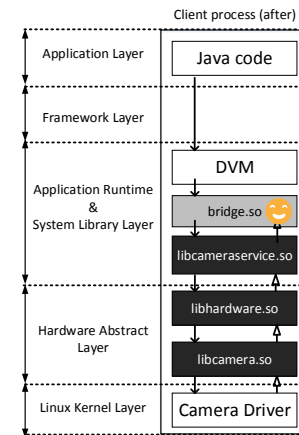 Client process (after)
Application Layer
Java code
Framework Layer
DVM
Application Runtime
&
System Library Layer
bridge.so
libcameraservice.so
libhardware.so
Hardware Abstract
Layer
libcamera.so
Linux Kernel Layer
Camera Driver